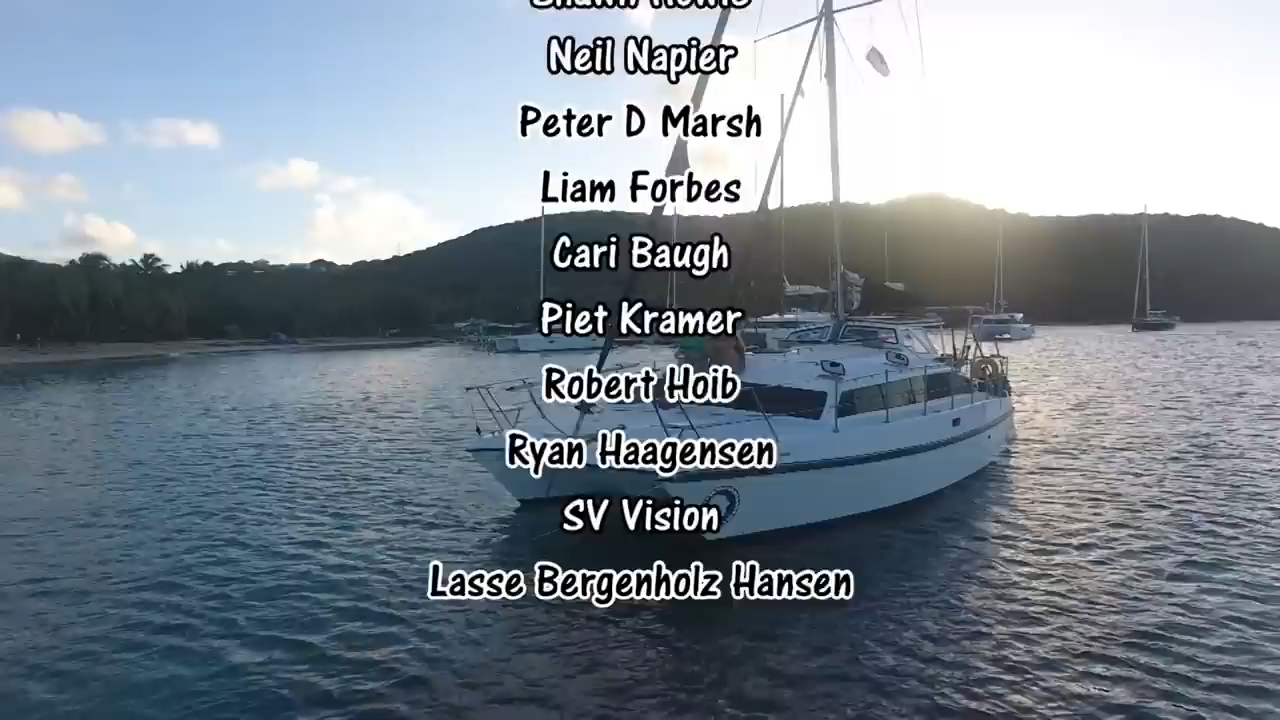 Neil Napier
Peter D Marsh
Liam Forbes
Cari Baugh
Piet Kramer
Robert Hoib
Ryan Haagensen
SV Vision
Lasse Bergenholz Hansen